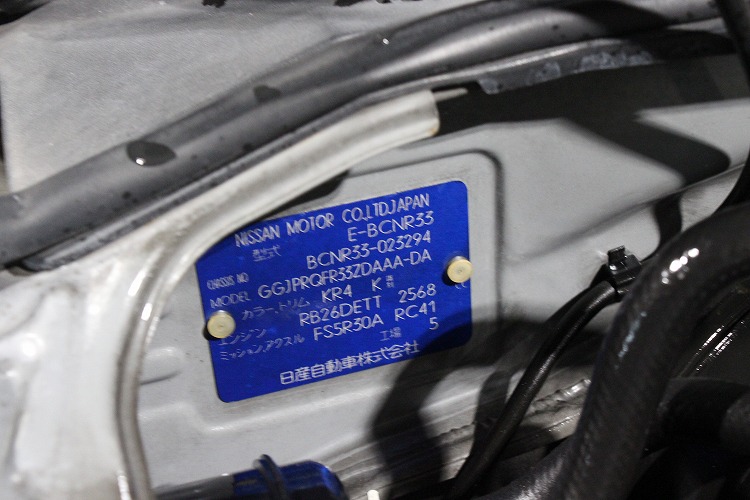 NISSAN MOTOR CO.,LTD.JAPAN
型式 E-BCNR33
CHASSIS NO BCNR33-023294
MODEL GGJPRQFR33ZDAAA-DA
カラー,トリム KR4 K
エンジン RB26DETT 2568
ミッション,アクスル FS5R30A RC41
工場 5
日産自動車株式会社